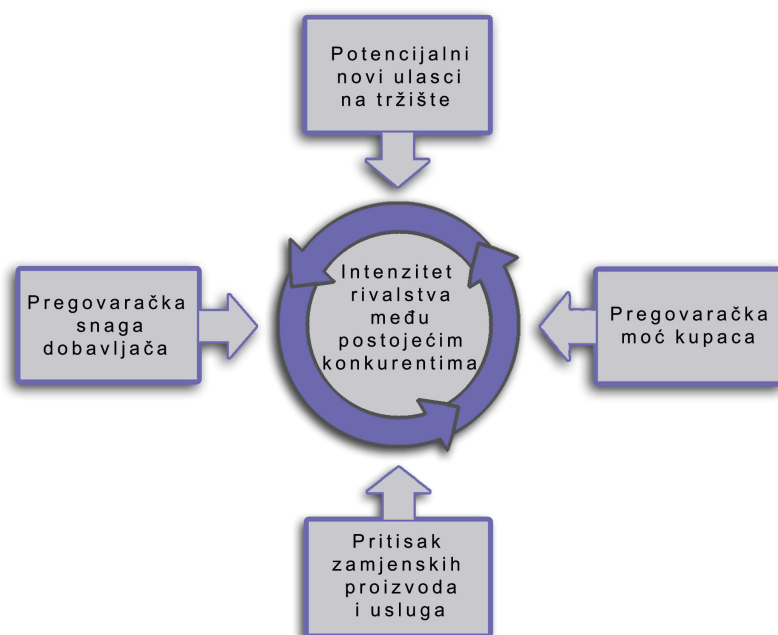 Potencijalni
novi ulasci
na tržište
Pregovaračka
snaga
dobavljača
Intenzitet
rivalstva
među
postojećim
konkurentima
Pregovaračka
moć kupaca
Pritisak
zamjenskih
proizvoda
i usluga